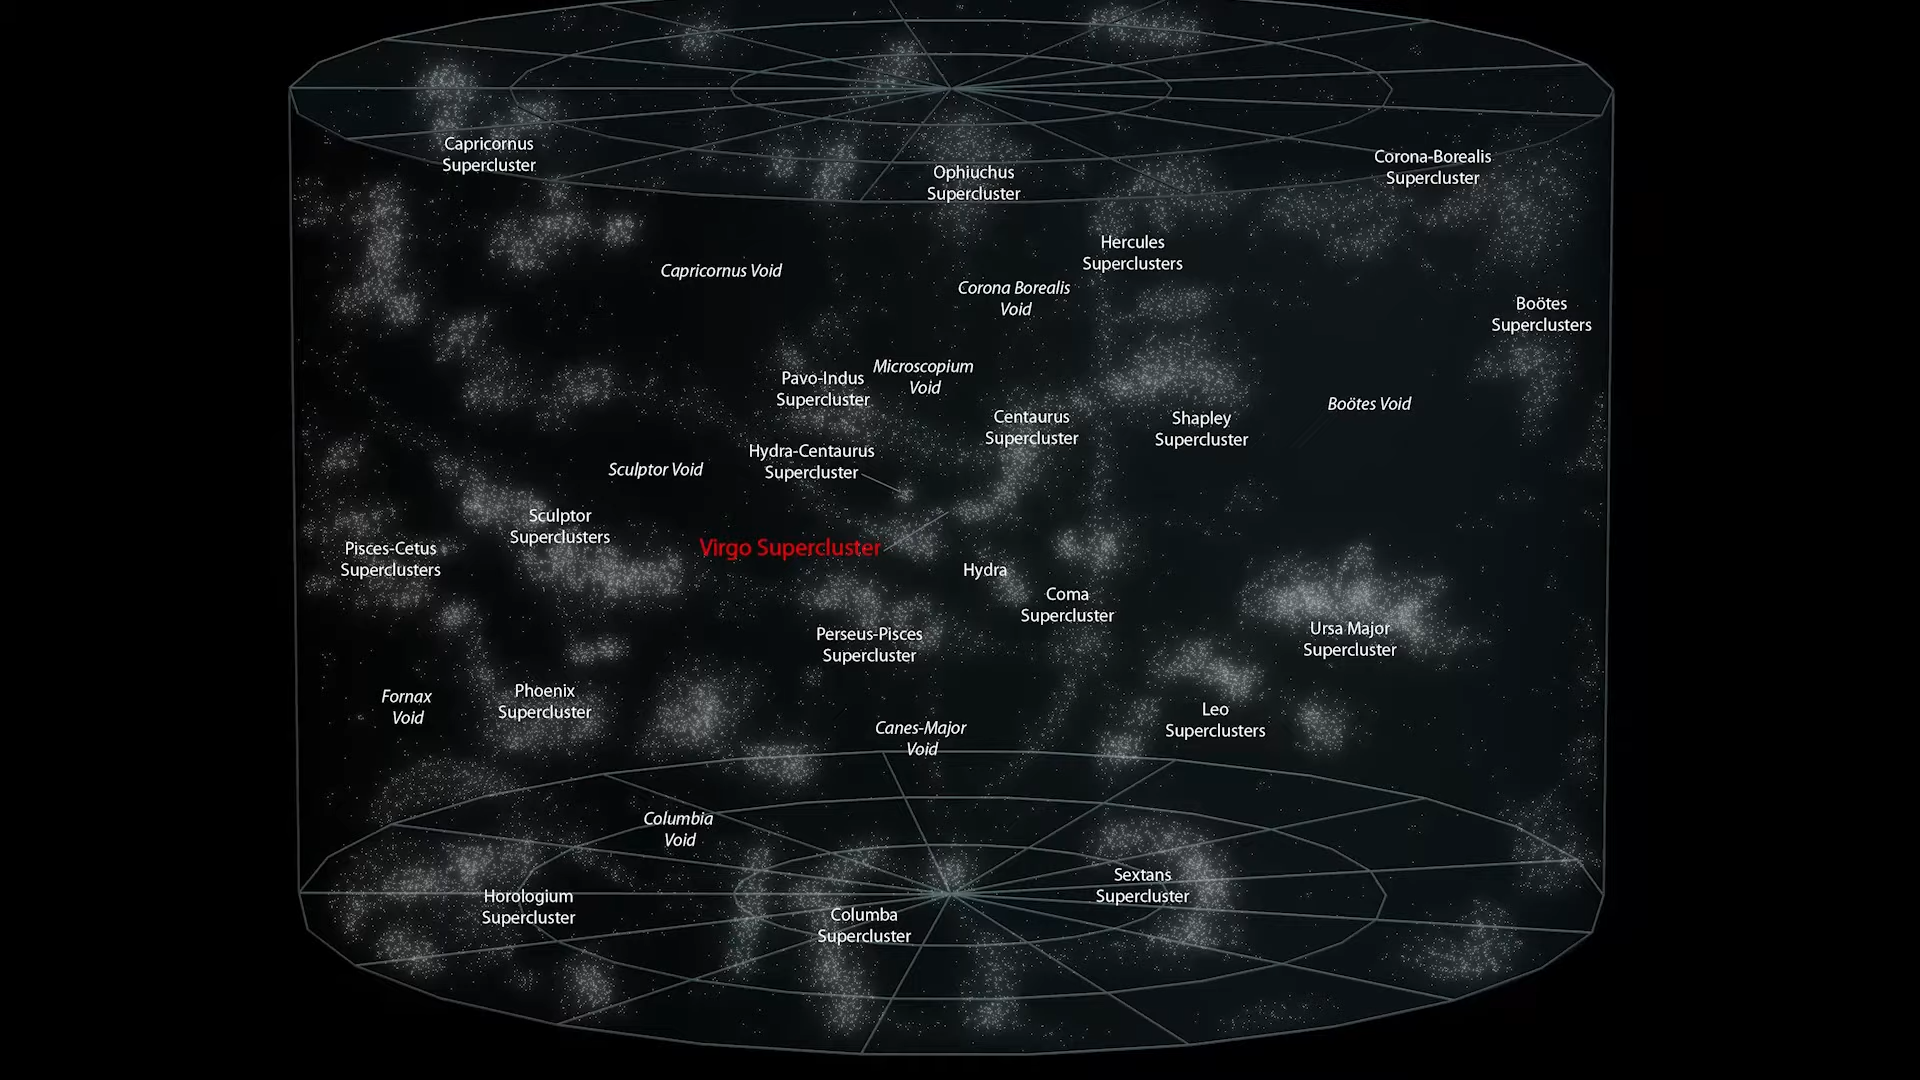 Capricornus
Supercluster
Ophiuchus
Supercluster
Corona-Borealis
Supercluster
Hercules
Superclusters
Capricornus Void
Corona Borealis
Void
Boötes
Superclusters
Pavo-Indus
Supercluster
Microscopium
Void
Centaurus
Supercluster
Shapley
Supercluster
Boötes Void
Hydra-Centaurus
Supercluster
Sculptor Void
Sculptor
Superclusters
Pisces-Cetus
Superclusters
Virgo Supercluster
Hydra
Coma
Supercluster
Perseus-Pisces
Supercluster
Ursa Major
Supercluster
Fornax
Void
Phoenix
Supercluster
Canes-Major
Void
Leo
Superclusters
Columbia
Void
Horologium
Supercluster
Columba
Supercluster
Sextans
Supercluster